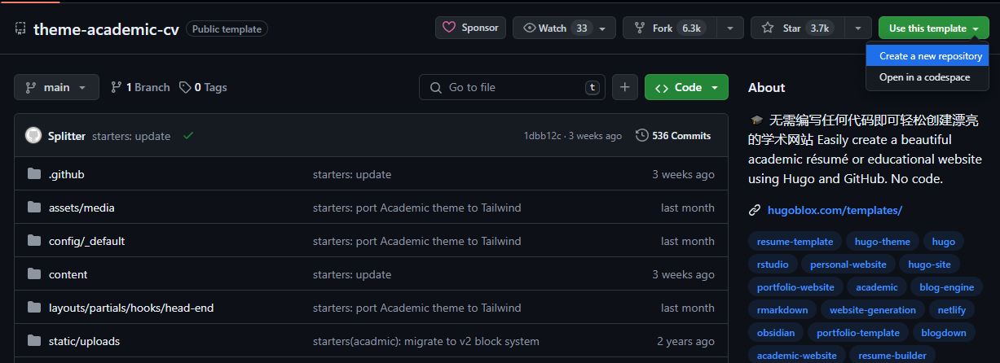 theme-academic-cv Public template Sponsor Watch 33 Fork 6.3k Star 3.7k Use this template
Create a new repository
Open in a codespace
main 1 Branch 0 Tags Go to file t Code
About
🎓 无需编写任何代码即可轻松创建漂亮
的学术网站 Easily create a beautiful
academic résumé or educational website
using Hugo and GitHub. No code.
hugoblox.com/templates/
resume-template hugo-theme hugo
rstudio personal-website hugo-site
portfolio-website academic blog-engine
rmarkdown website-generation netlify
obsidian portfolio-template blogdown
academic-website resume-builder
Splitter starters: update 1dbb12c · 3 weeks ago 536 Commits
.github starters: update 3 weeks ago
assets/media starters: port Academic theme to Tailwind last month
config/_default starters: port Academic theme to Tailwind last month
content starters: update 3 weeks ago
layouts/partials/hooks/head-end starters: port Academic theme to Tailwind last month
static/uploads starters(acadmic): migrate to v2 block system 2 years ago